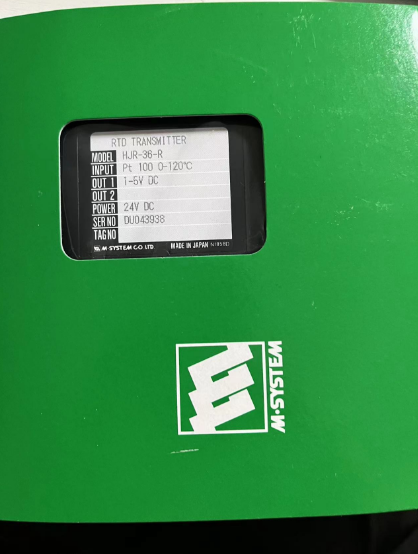 RTD TRANSMITTER
MODEL HJR-36-R
INPUT Pt 100 0-120℃
OUT 1 1-5V DC
OUT 2
POWER 24V DC
SER NO DU043938
TAG NO
M-SYSTEM CO., LTD. MADE IN JAPAN
M-SYSTEM